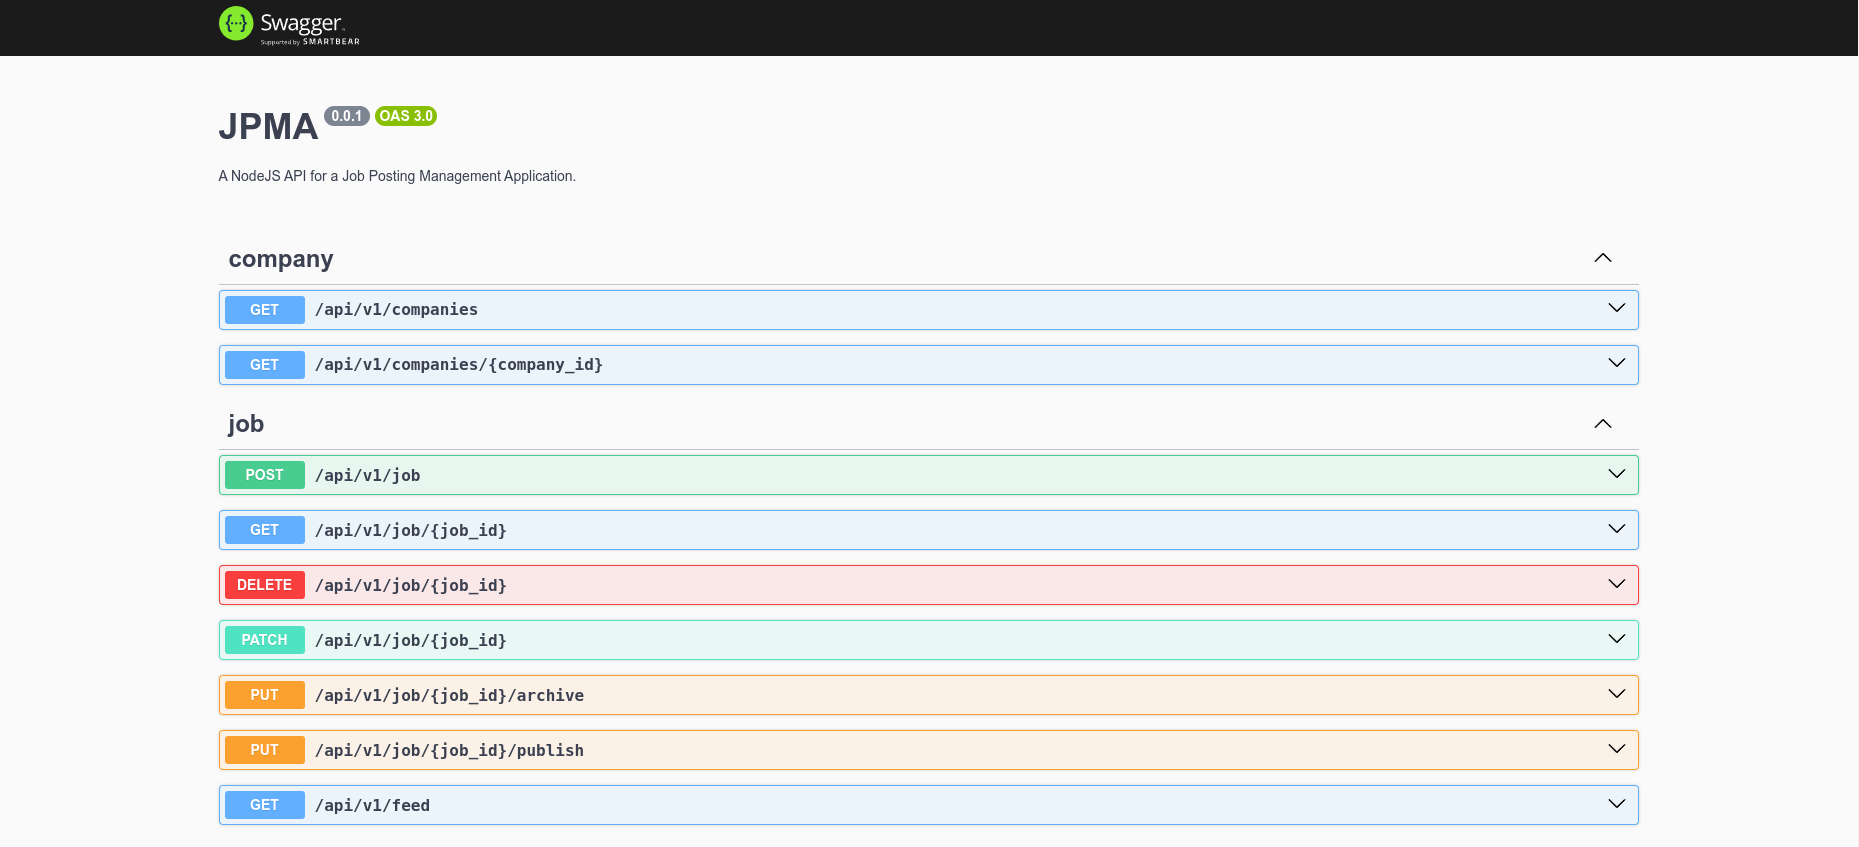 {···} Swagger™
Supported by SMARTBEAR
JPMA 0.0.1 OAS 3.0
A NodeJS API for a Job Posting Management Application.
company
GET /api/v1/companies
GET /api/v1/companies/{company_id}
job
POST /api/v1/job
GET /api/v1/job/{job_id}
DELETE /api/v1/job/{job_id}
PATCH /api/v1/job/{job_id}
PUT /api/v1/job/{job_id}/archive
PUT /api/v1/job/{job_id}/publish
GET /api/v1/feed